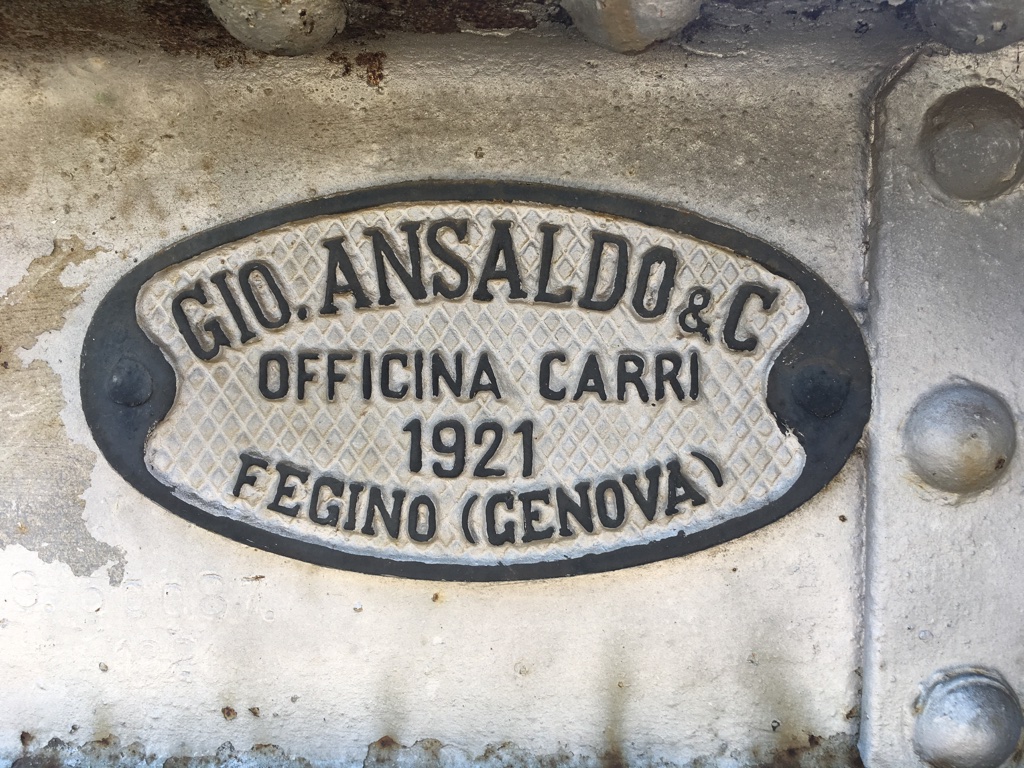 GIO. ANSALDO & C
OFFICINA CARRI
1921
FEGINO (GENOVA)